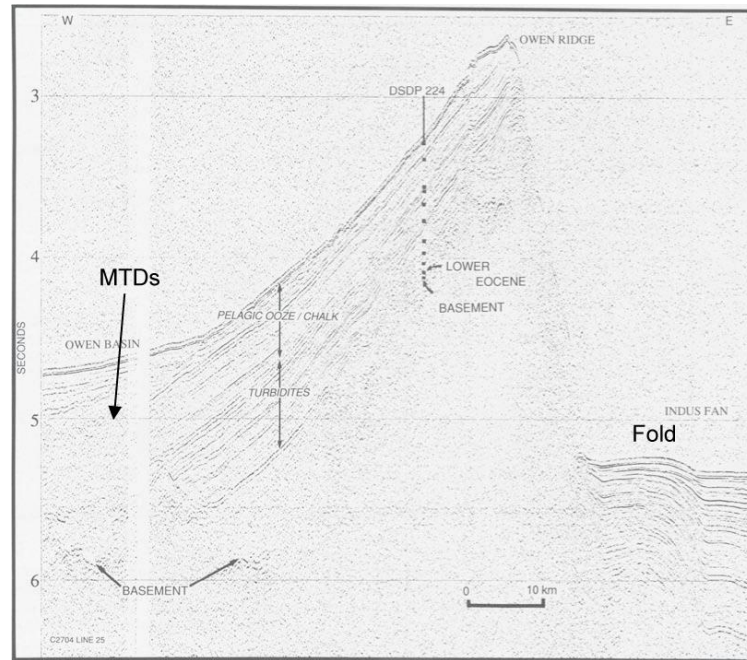 W
E
OWEN RIDGE
DSDP 224
3
4
LOWER
EOCENE
BASEMENT
MTDs
PELAGIC OOZE / CHALK
OWEN BASIN
SECONDS
TURBIDITES
5
INDUS FAN
Fold
6
BASEMENT
0
10 km
C2704 LINE 25